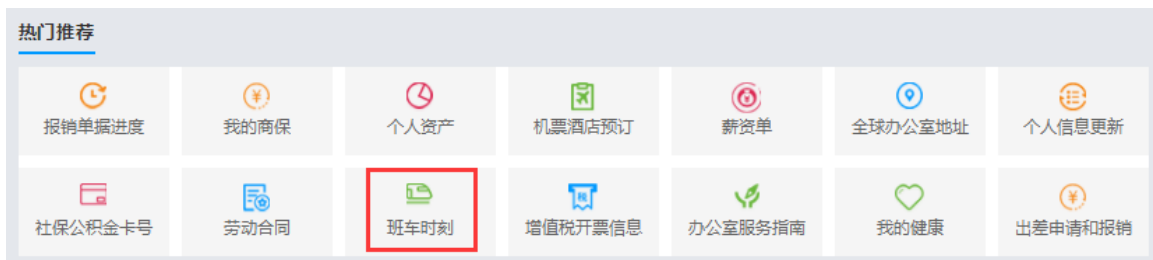 热门推荐
报销单据进度 我的商保 个人资产 机票酒店预订 薪资单 全球办公室地址 个人信息更新
社保公积金卡号 劳动合同 班车时刻 增值税开票信息 办公室服务指南 我的健康 出差申请和报销